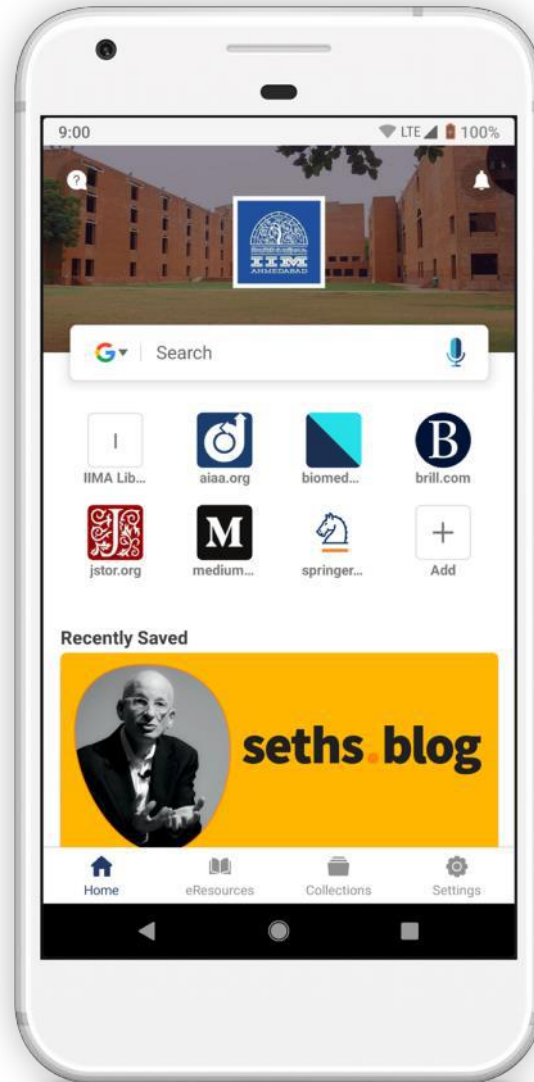 9:00 LTE 100%
?
IIM
AHMEDABAD
G Search
I
IIMA Lib...
aiaa.org
biomed...
B
brill.com
J
jstor.org
M
medium...
springer...
+
Add
Recently Saved
seths.blog
Home eResources Collections Settings